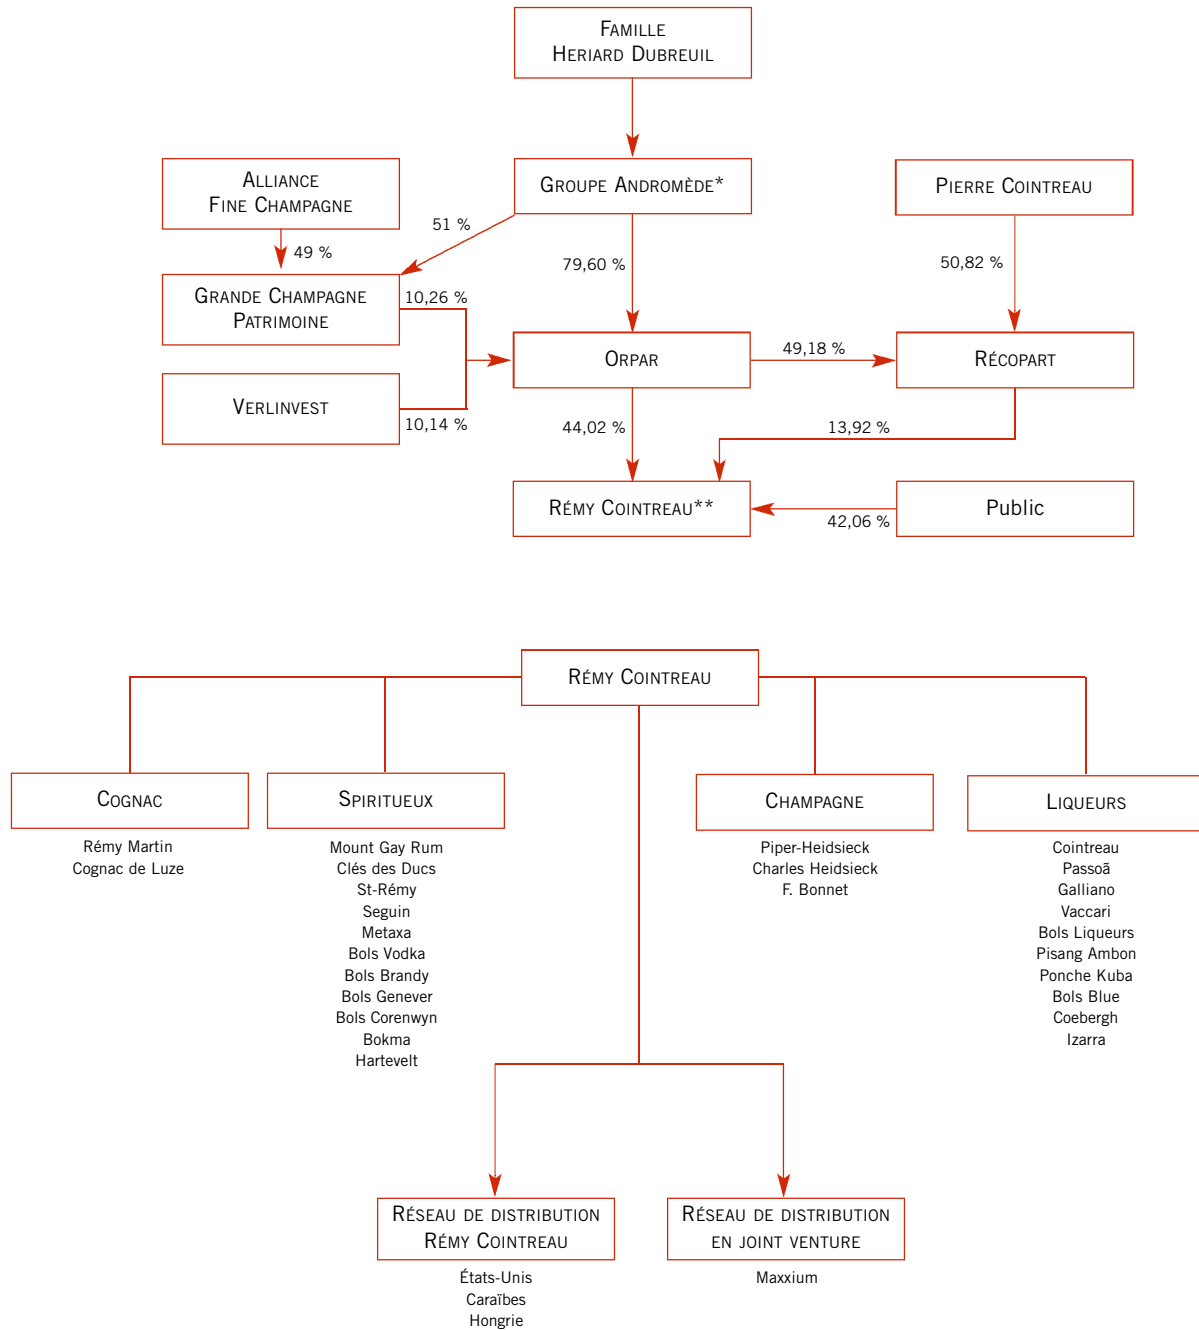 FAMILLE
HERIARD DUBREUIL
ALLIANCE
FINE CHAMPAGNE
GROUPE ANDROMÈDE*
PIERRE COINTREAU
51 %
49 %
79,60 %
50,82 %
GRANDE CHAMPAGNE
PATRIMOINE
10,26 %
ORPAR
49,18 %
RÉCOPART
VERLINVEST
10,14 %
44,02 %
13,92 %
RÉMY COINTREAU**
42,06 %
Public
RÉMY COINTREAU
COGNAC
Rémy Martin
Cognac de Luze
SPIRITUEUX
Mount Gay Rum
Clés des Ducs
St-Rémy
Seguin
Metaxa
Bols Vodka
Bols Brandy
Bols Genever
Bols Corenwyn
Bokma
Hartevelt
CHAMPAGNE
Piper-Heidsieck
Charles Heidsieck
F. Bonnet
LIQUEURS
Cointreau
Passoã
Galliano
Vaccari
Bols Liqueurs
Pisang Ambon
Ponche Kuba
Bols Blue
Coebergh
Izarra
RÉSEAU DE DISTRIBUTION
RÉMY COINTREAU
États-Unis
Caraïbes
Hongrie
RÉSEAU DE DISTRIBUTION
EN JOINT VENTURE
Maxxium